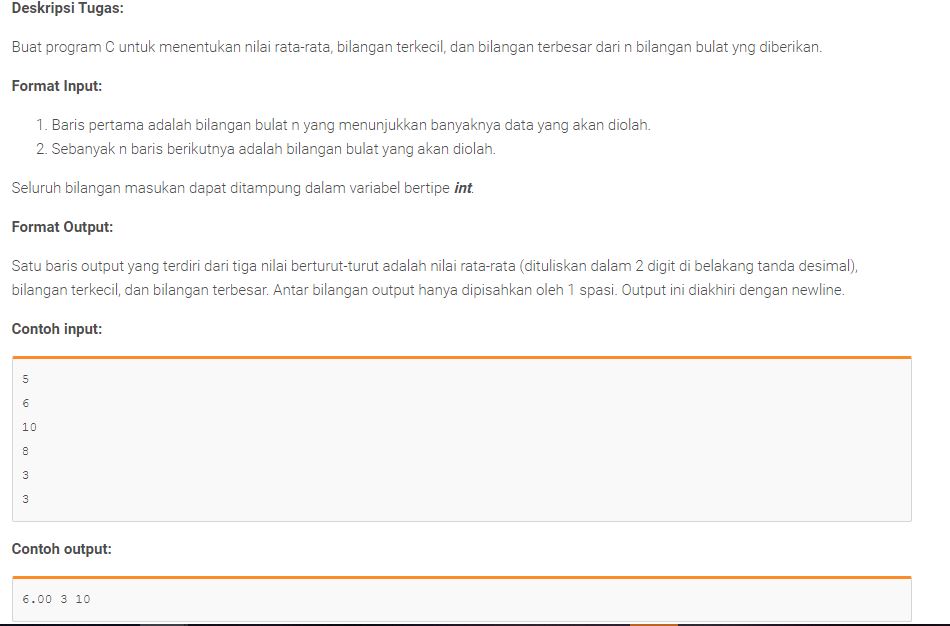 Deskripsi Tugas:
Buat program C untuk menentukan nilai rata-rata, bilangan terkecil, dan bilangan terbesar dari n bilangan bulat yng diberikan.
Format Input:
1. Baris pertama adalah bilangan bulat n yang menunjukkan banyaknya data yang akan diolah.
2. Sebanyak n baris berikutnya adalah bilangan bulat yang akan diolah.
Seluruh bilangan masukan dapat ditampung dalam variabel bertipe int.
Format Output:
Satu baris output yang terdiri dari tiga nilai berturut-turut adalah nilai rata-rata (dituliskan dalam 2 digit di belakang tanda desimal),
bilangan terkecil, dan bilangan terbesar. Antar bilangan output hanya dipisahkan oleh 1 spasi. Output ini diakhiri dengan newline.
Contoh input:
5
6
10
8
3
3
Contoh output:
6.00 3 10